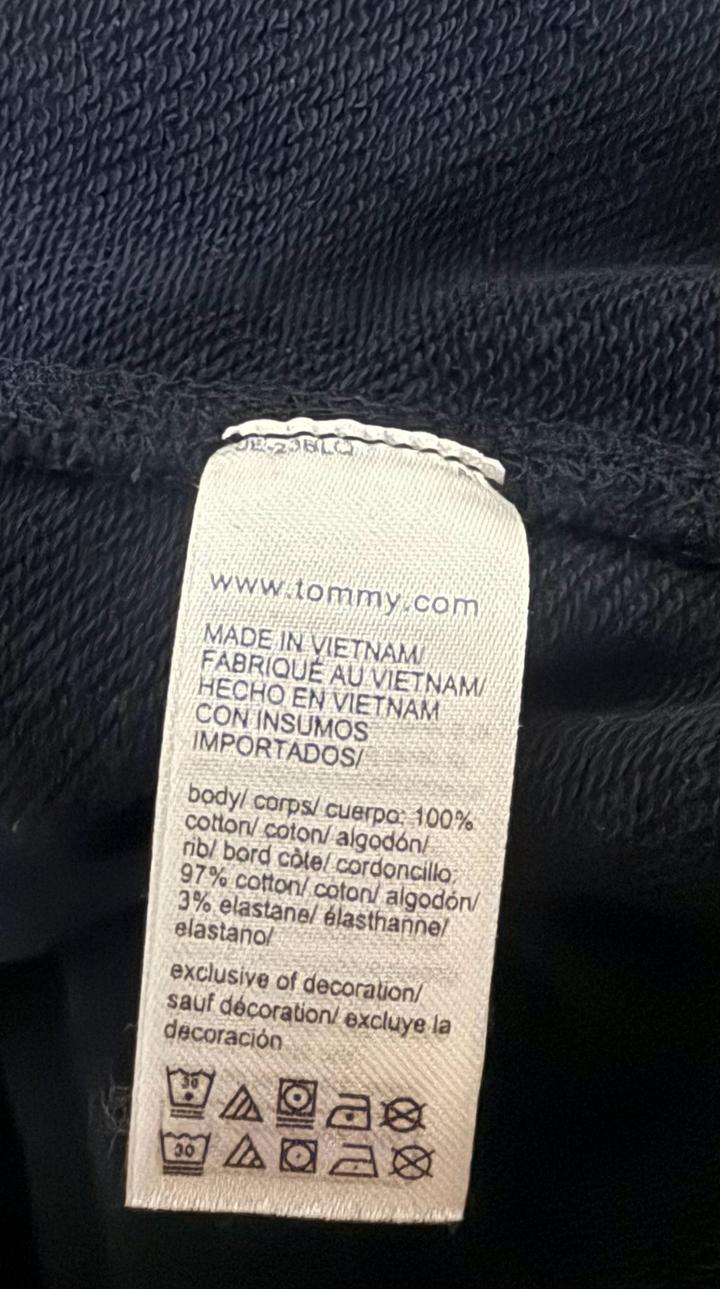 www.tommy.com
MADE IN VIETNAM/
FABRIQUÉ AU VIETNAM/
HECHO EN VIETNAM
CON INSUMOS
IMPORTADOS/
body/ corps/ cuerpo: 100%
cotton/ coton/ algodón/
rib/ bord côte/ cordoncillo:
97% cotton/ coton/ algodón/
3% elastane/ élasthanne/
elastano/
exclusive of decoration/
sauf décoration/ excluye la
decoración
30
30